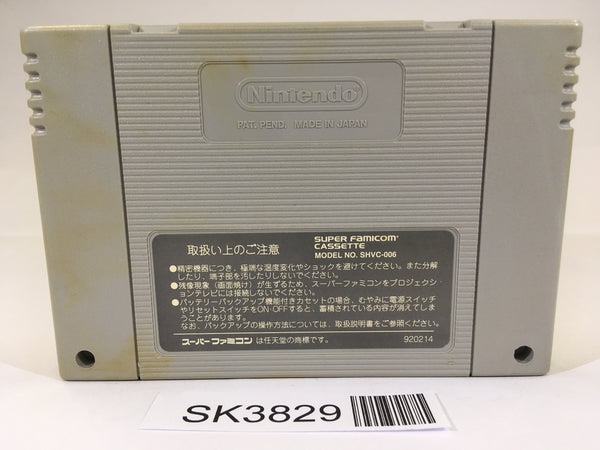 Nintendo
PAT. PEND. MADE IN JAPAN
取扱い上のご注意
SUPER FAMICOM
CASSETTE
MODEL NO. SHVC-006
●精密機器につき、極端な温度変化やショックを避けてください。また分解
したり、端子部を汚したりしないでください。
●残像現象（画面焼け）が生ずるため、スーパーファミコンをプロジェクシ
ョンテレビには接続しないでください。
●バッテリーバックアップ機能付きカセットの場合、むやみに電源スイッチ
やリセットスイッチをON・OFFすると、蓄積されている内容が消えてしま
うことがあります。
なお、バックアップの操作方法については、取扱説明書をご参照ください。
スーパーファミコン は任天堂の商標です。
920214
SK3829